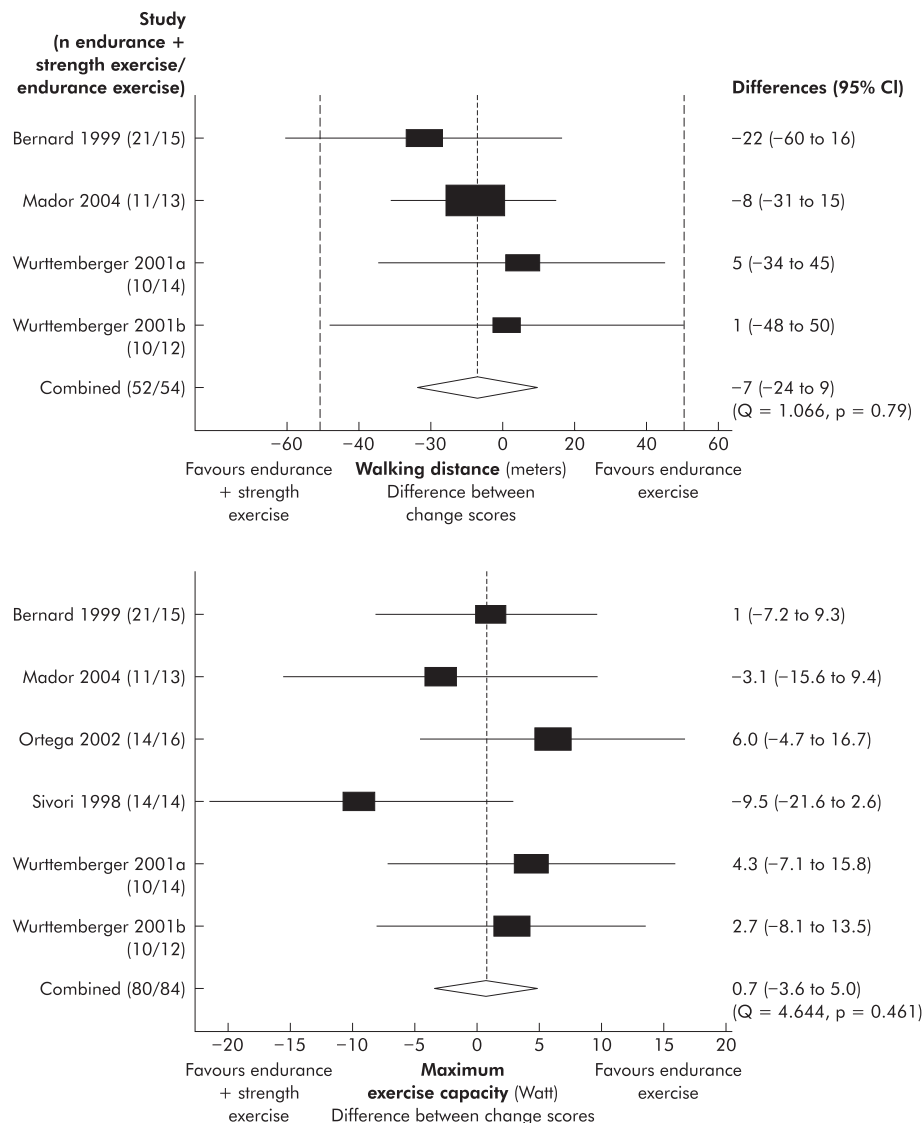 Study
(n endurance +
strength exercise/
endurance exercise)
Differences (95% CI)
Bernard 1999 (21/15)
−22 (−60 to 16)
Mador 2004 (11/13)
−8 (−31 to 15)
Wurttemberger 2001a
(10/14)
5 (−34 to 45)
Wurttemberger 2001b
(10/12)
1 (−48 to 50)
Combined (52/54)
−7 (−24 to 9)
(Q = 1.066, p = 0.79)
−60 −40 −30 0 20 40 60
Favours endurance
+ strength
exercise
Walking distance (meters)
Difference between
change scores
Favours endurance
exercise
Bernard 1999 (21/15)
1 (−7.2 to 9.3)
Mador 2004 (11/13)
−3.1 (−15.6 to 9.4)
Ortega 2002 (14/16)
6.0 (−4.7 to 16.7)
Sivori 1998 (14/14)
−9.5 (−21.6 to 2.6)
Wurttemberger 2001a
(10/14)
4.3 (−7.1 to 15.8)
Wurttemberger 2001b
(10/12)
2.7 (−8.1 to 13.5)
Combined (80/84)
0.7 (−3.6 to 5.0)
(Q = 4.644, p = 0.461)
−20 −15 −10 −5 0 5 10 15 20
Favours endurance
+ strength
exercise
Maximum
exercise capacity (Watt)
Difference between change scores
Favours endurance
exercise